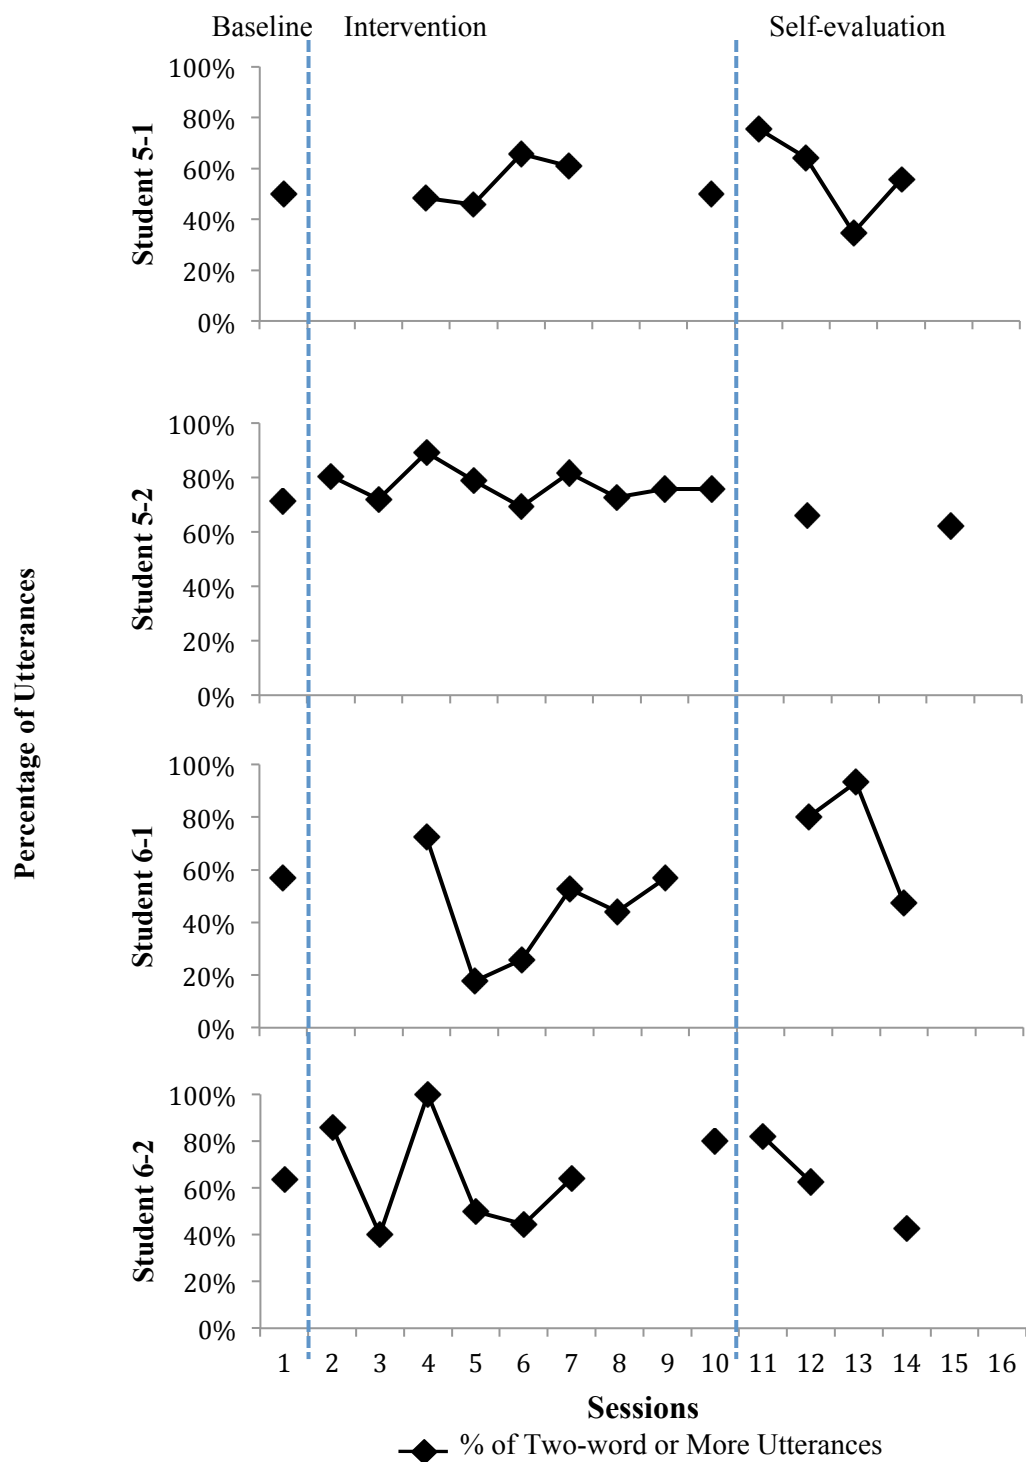 Baseline Intervention Self-evaluation
Percentage of Utterances
Student 5-1
100%
80%
60%
40%
20%
0%
Student 5-2
100%
80%
60%
40%
20%
0%
Student 6-1
100%
80%
60%
40%
20%
0%
Student 6-2
100%
80%
60%
40%
20%
0%
1 2 3 4 5 6 7 8 9 10 11 12 13 14 15 16
Sessions
% of Two-word or More Utterances